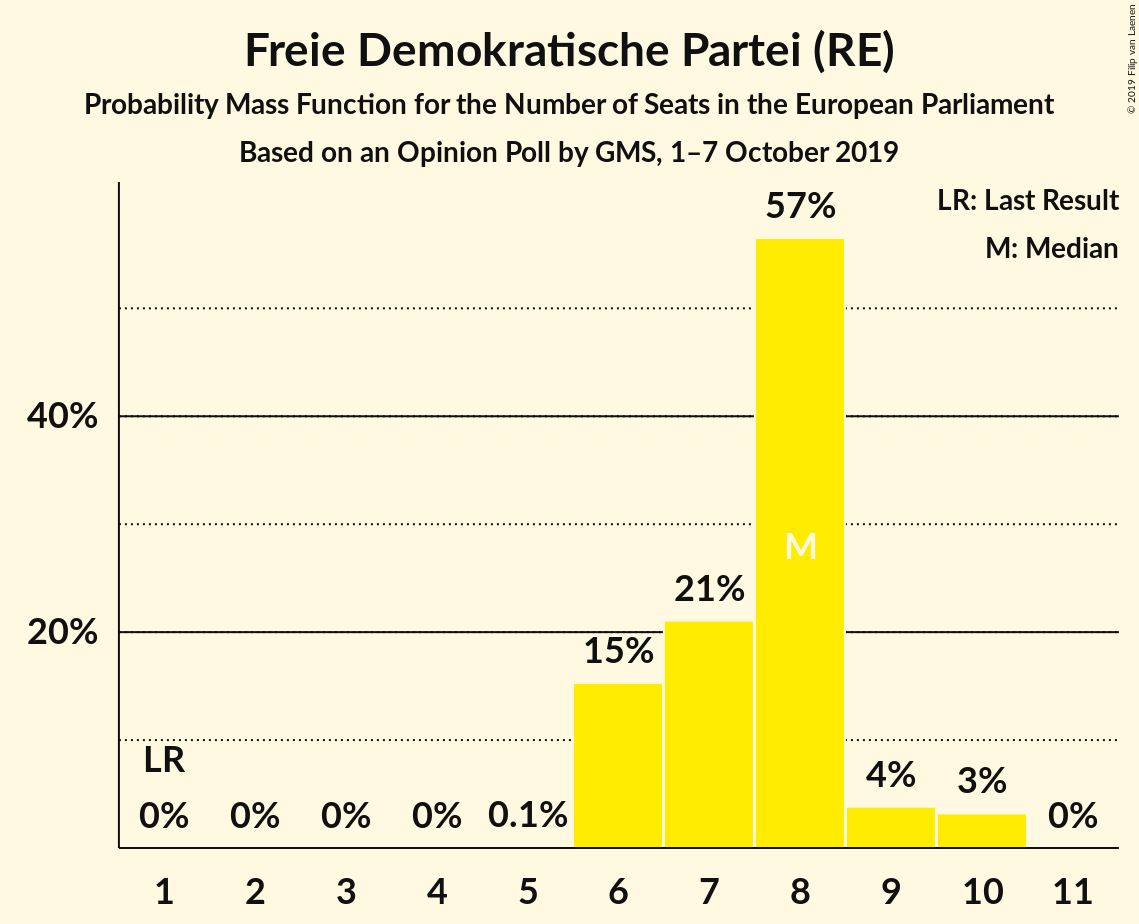 Freie Demokratische Partei (RE)
Probability Mass Function for the Number of Seats in the European Parliament
Based on an Opinion Poll by GMS, 1–7 October 2019
© 2019 Filip van Laenen
LR: Last Result
M: Median
57%
40%
M
21%
20%
15%
LR
0%
0%
0%
0%
0.1%
4%
3%
0%
1 2 3 4 5 6 7 8 9 10 11